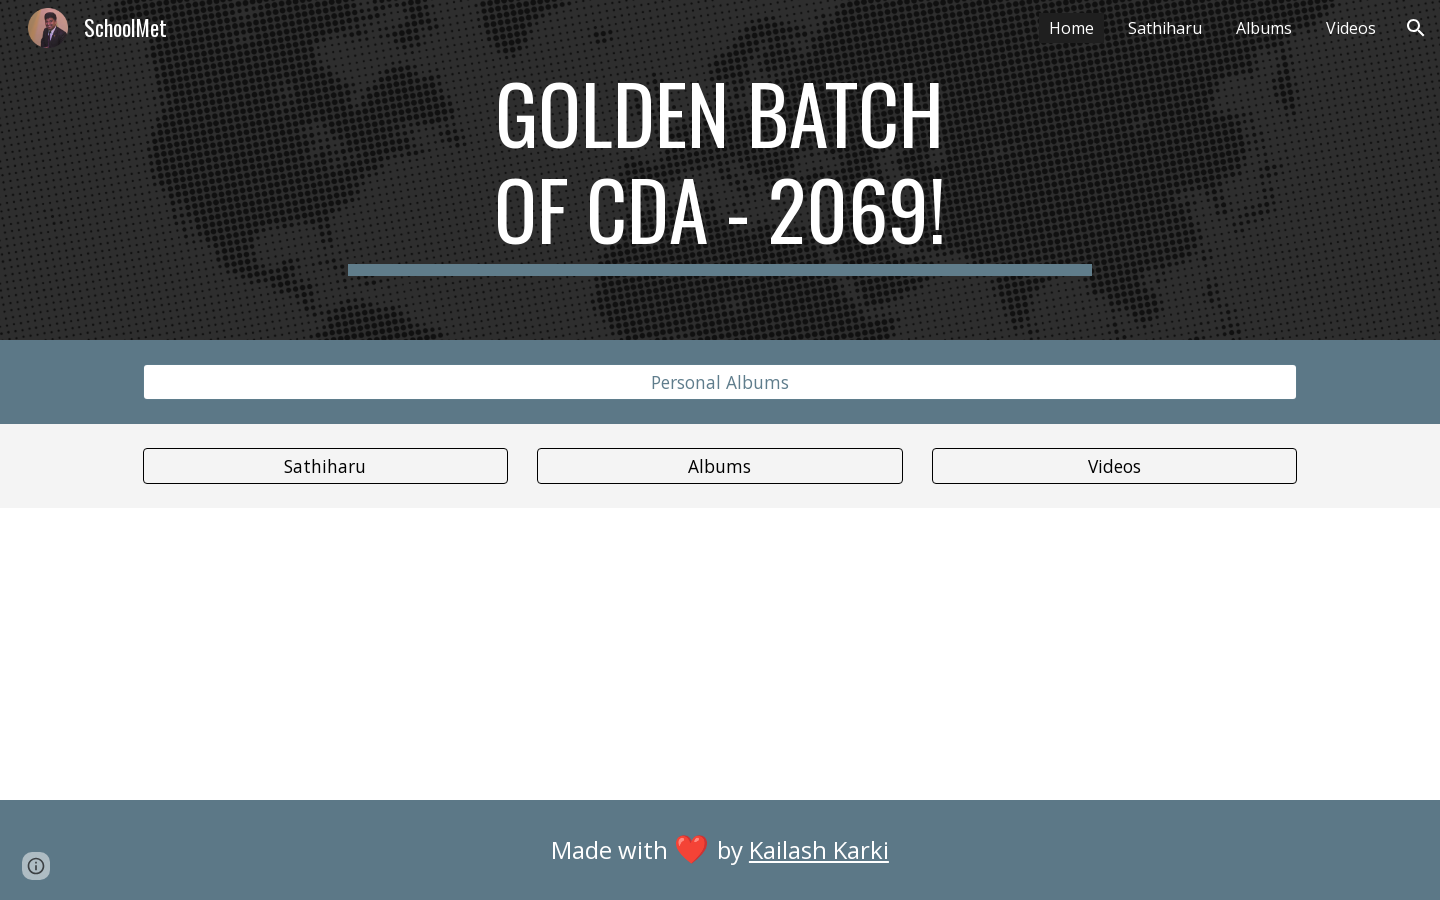 SchoolMet
Home
Sathiharu
Albums
Videos
GOLDEN BATCH
OF CDA - 2069!
Personal Albums
Sathiharu
Albums
Videos
Made with ❤️ by Kailash Karki